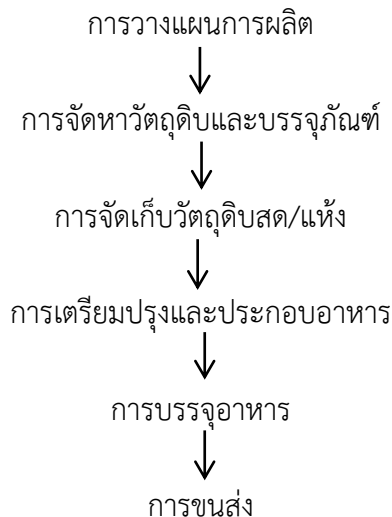 การวางแผนการผลิต
การจัดหาวัตถุดิบและบรรจุภัณฑ์
การจัดเก็บวัตถุดิบสด/แห้ง
การเตรียมปรุงและประกอบอาหาร
การบรรจุอาหาร
การขนส่ง